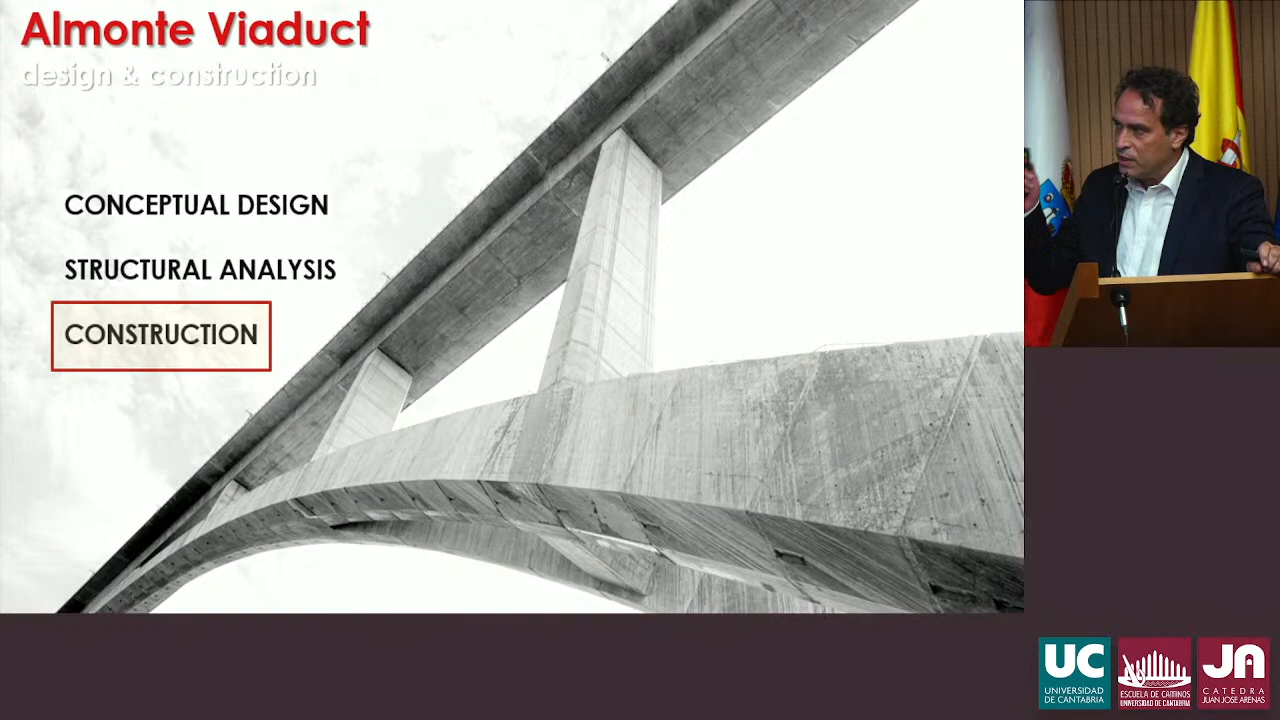 Almonte Viaduct
design & construction
CONCEPTUAL DESIGN
STRUCTURAL ANALYSIS
CONSTRUCTION
UC
UNIVERSIDAD
DE CANTABRIA
ESCUELA DE CAMINOS
UNIVERSIDAD DE CANTABRIA
JA
CATEDRA
JUAN JOSE ARENAS